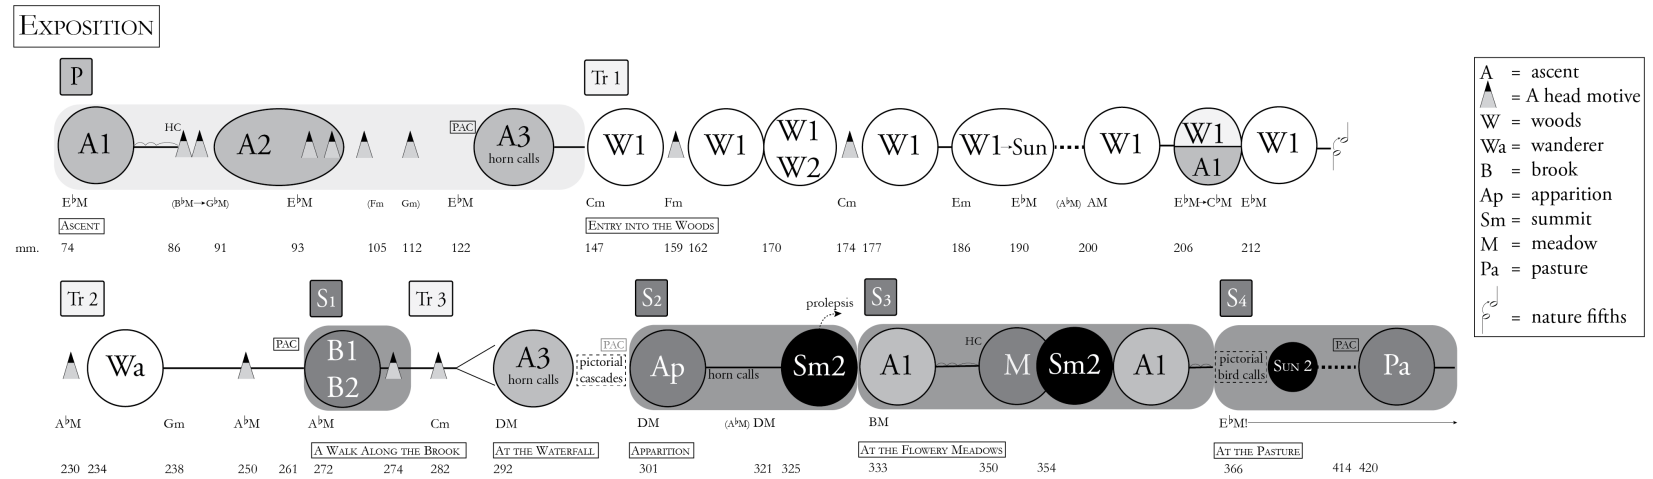 EXPOSITION
P
Tr 1
HC
PAC
A1
A2
A3
horn calls
W1
W1
W1
W2
W1
W1→Sun
W1
W1
A1
W1
E♭M
(B♭M→G♭M)
E♭M
(Fm
Gm)
E♭M
Cm
Fm
Cm
Em
E♭M
(A♭M)
AM
E♭M→C♭M
E♭M
ASCENT
ENTRY INTO THE WOODS
mm.
74
86
91
93
105
112
122
147
159
162
170
174
177
186
190
200
206
212
Tr 2
S1
Tr 3
S2
prolepsis
S3
S4
Wa
PAC
B1
B2
A3
horn calls
PAC
pictorial
cascades
Ap
horn calls
Sm2
A1
HC
M
Sm2
A1
pictorial
bird calls
SUN 2
PAC
Pa
A♭M
Gm
A♭M
A♭M
Cm
DM
DM
(A♭M)
DM
BM
E♭M!
A WALK ALONG THE BROOK
AT THE WATERFALL
APPARITION
AT THE FLOWERY MEADOWS
AT THE PASTURE
230
234
238
250
261
272
274
282
292
301
321
325
333
350
354
366
414
420
A = ascent
= A head motive
W = woods
Wa = wanderer
B = brook
Ap = apparition
Sm = summit
M = meadow
Pa = pasture
= nature fifths